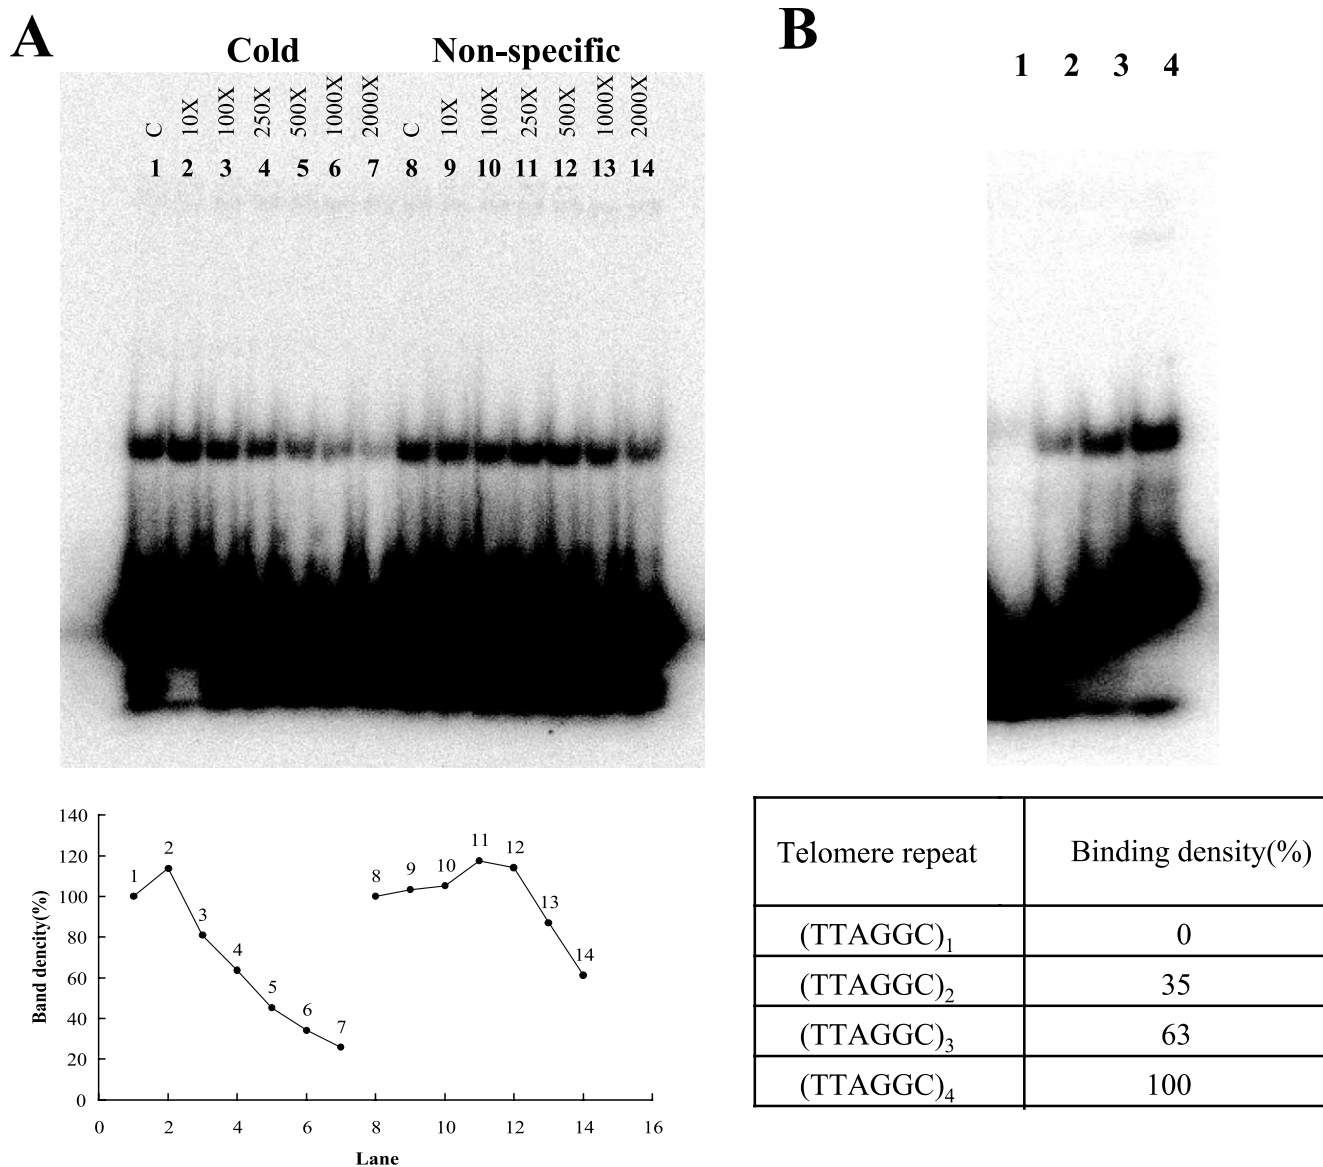 A
Cold Non-specific
C 10X 100X 250X 500X 1000X 2000X C 10X 100X 250X 500X 1000X 2000X
1 2 3 4 5 6 7 8 9 10 11 12 13 14
140
120
100
80
60
40
20
0
Band dencity(%)
1
2
3
4
5
6
7
8
9
10
11
12
13
14
0 2 4 6 8 10 12 14 16
Lane
B
1 2 3 4
Telomere repeat Binding density(%)
(TTAGGC)1 0
(TTAGGC)2 35
(TTAGGC)3 63
(TTAGGC)4 100